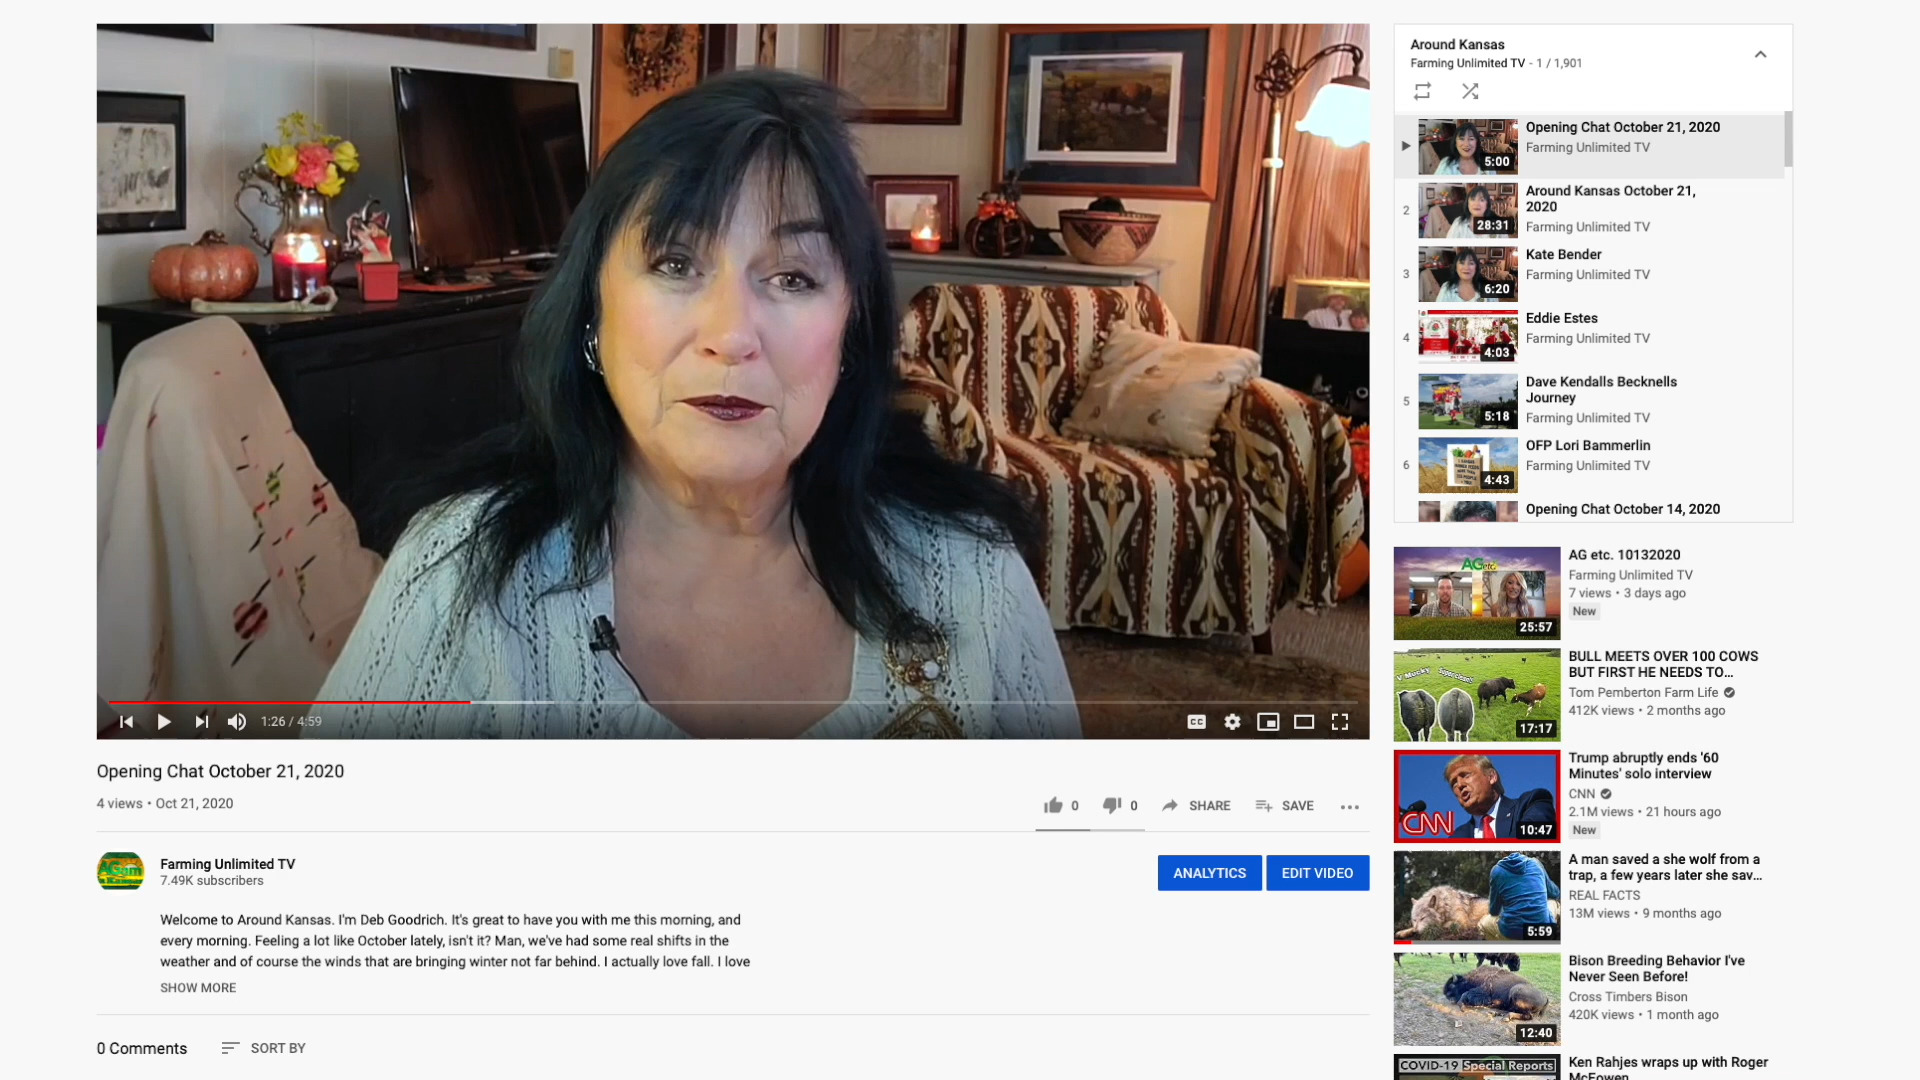 1:26 / 4:59
CC
Opening Chat October 21, 2020
4 views • Oct 21, 2020
0
0
SHARE
SAVE
Farming Unlimited TV
7.49K subscribers
ANALYTICS
EDIT VIDEO
Welcome to Around Kansas. I'm Deb Goodrich. It's great to have you with me this morning, and
every morning. Feeling a lot like October lately, isn't it? Man, we've had some real shifts in the
weather and of course the winds that are bringing winter not far behind. I actually love fall. I love
SHOW MORE
0 Comments
SORT BY
Around Kansas
Farming Unlimited TV - 1 / 1,901
5:00
Opening Chat October 21, 2020
Farming Unlimited TV
2
28:31
Around Kansas October 21,
2020
Farming Unlimited TV
3
6:20
Kate Bender
Farming Unlimited TV
4
4:03
Eddie Estes
Farming Unlimited TV
5
5:18
Dave Kendalls Becknells
Journey
Farming Unlimited TV
6
4:43
OFP Lori Bammerlin
Farming Unlimited TV
Opening Chat October 14, 2020
AGetc.
25:57
AG etc. 10132020
Farming Unlimited TV
7 views • 3 days ago
New
17:17
BULL MEETS OVER 100 COWS
BUT FIRST HE NEEDS TO...
Tom Pemberton Farm Life
412K views • 2 months ago
CNN
10:47
Trump abruptly ends '60
Minutes' solo interview
CNN
2.1M views • 21 hours ago
New
5:59
A man saved a she wolf from a
trap, a few years later she sav...
REAL FACTS
13M views • 9 months ago
12:40
Bison Breeding Behavior I've
Never Seen Before!
Cross Timbers Bison
420K views • 1 month ago
COVID-19 Special Reports
Ken Rahjes wraps up with Roger
McEowen